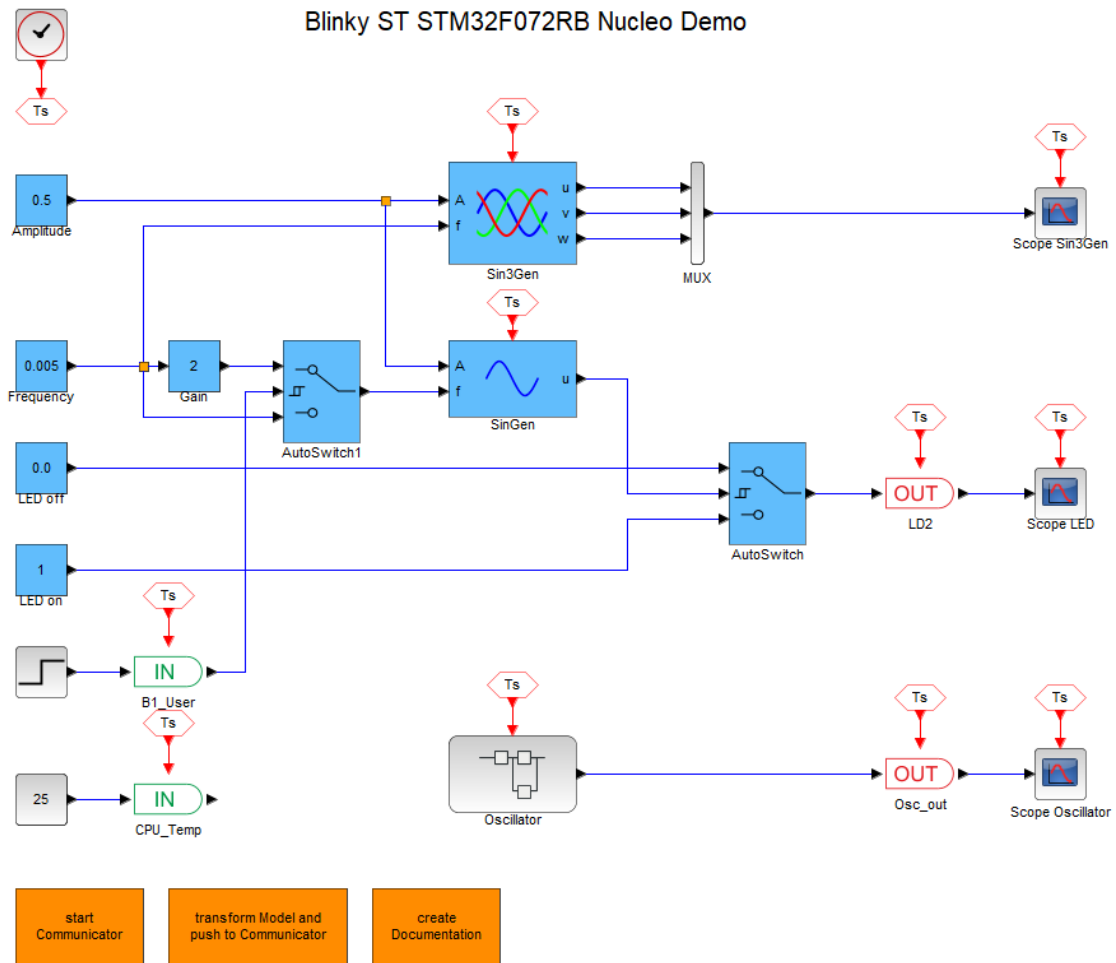 Blinky ST STM32F072RB Nucleo Demo
Ts
Ts
Ts
0.5
Amplitude
A
f
u
v
w
Sin3Gen
MUX
Scope Sin3Gen
Ts
0.005
Frequency
2
Gain
AutoSwitch1
A
f
u
SinGen
Ts
Ts
0.0
LED off
AutoSwitch
OUT
LD2
Scope LED
1
LED on
Ts
IN
B1_User
Ts
Ts
Ts
Ts
25
IN
CPU_Temp
Oscillator
OUT
Osc_out
Scope Oscillator
start
Communicator
transform Model and
push to Communicator
create
Documentation